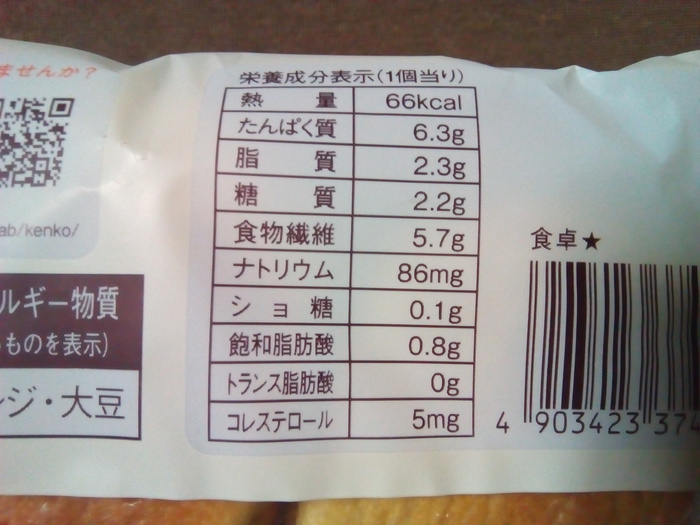 ませんか？
ab/kenko/
ルギー物質
ものを表示)
ジ・大豆
栄養成分表示(1個当り)
熱量 66kcal
たんぱく質 6.3g
脂質 2.3g
糖質 2.2g
食物繊維 5.7g
ナトリウム 86mg
ショ糖 0.1g
飽和脂肪酸 0.8g
トランス脂肪酸 0g
コレステロール 5mg
食卓★
4 903423 374